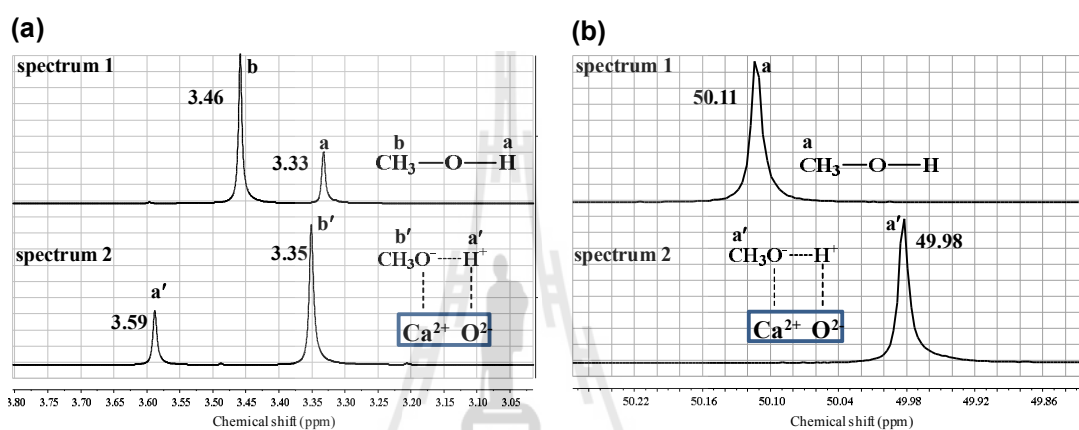 (a)
spectrum 1
b
3.46
a
3.33
b a
CH₃—O—H
spectrum 2
b′
3.35
a′
3.59
b′ a′
CH₃O⁻-----H⁺
Ca²⁺ O²⁻
3.80 3.75 3.65 3.55 3.50 3.45 3.40 3.35 3.30 3.25 3.20 3.15 3.10 3.05
Chemical shift (ppm)
(b)
spectrum 1
a
50.11
a
CH₃—O—H
spectrum 2
a′
49.98
a′
CH₃O⁻----H⁺
Ca²⁺ O²⁻
50.22 50.16 50.10 50.04 49.98 49.92 49.86
Chemical shift (ppm)